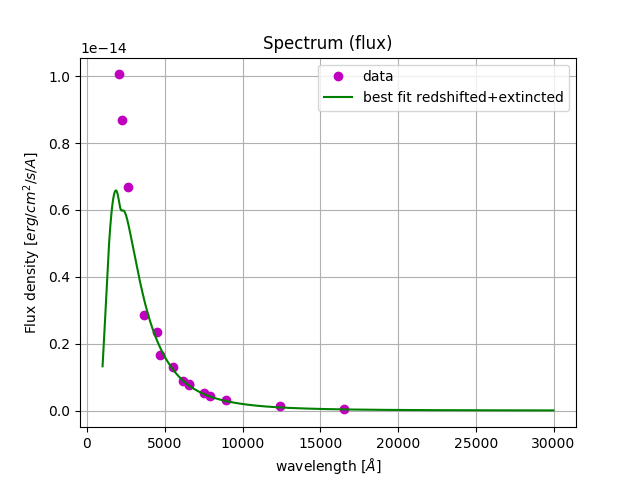 Spectrum (flux)
1e−14
data
best fit redshifted+extincted
1.0
0.8
0.6
0.4
0.2
0.0
Flux density [erg/cm²/s/A]
0 5000 10000 15000 20000 25000 30000
wavelength [Å]